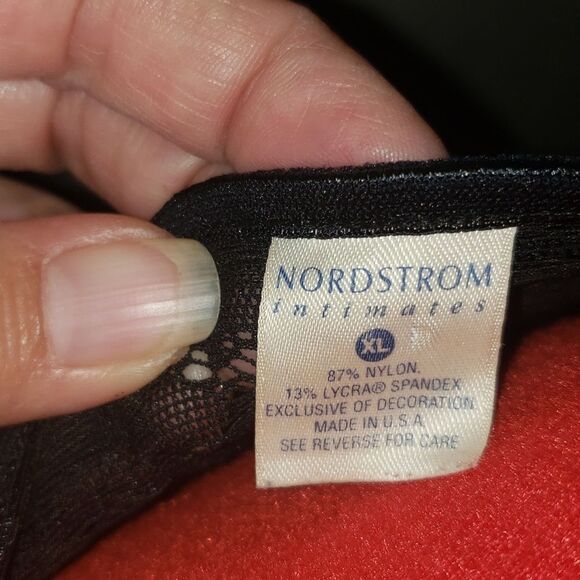 NORDSTROM
intimates
XL
87% NYLON.
13% LYCRA® SPANDEX
EXCLUSIVE OF DECORATION
MADE IN U.S.A.
SEE REVERSE FOR CARE